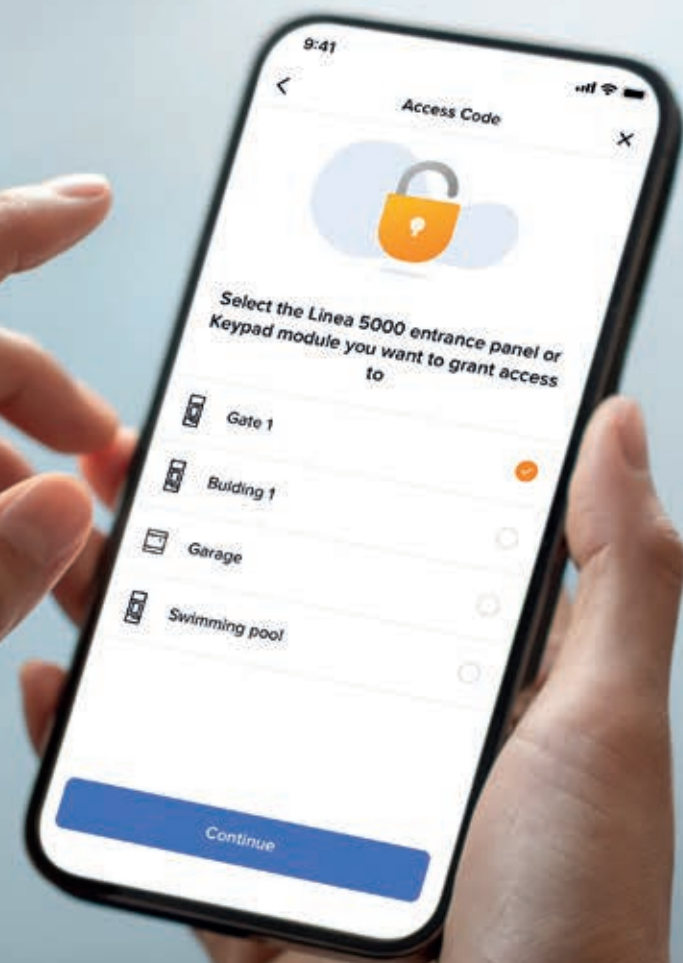 9:41
Access Code
Select the Linea 5000 entrance panel or
Keypad module you want to grant access
to
Gate 1
Bulding 1
Garage
Swimming pool
Continue